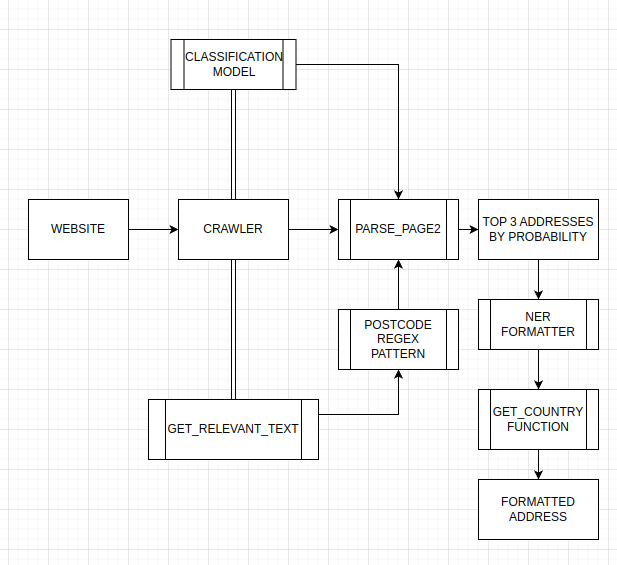 CLASSIFICATION
MODEL
WEBSITE
CRAWLER
PARSE_PAGE2
TOP 3 ADDRESSES
BY PROBABILITY
POSTCODE
REGEX
PATTERN
NER
FORMATTER
GET_RELEVANT_TEXT
GET_COUNTRY
FUNCTION
FORMATTED
ADDRESS